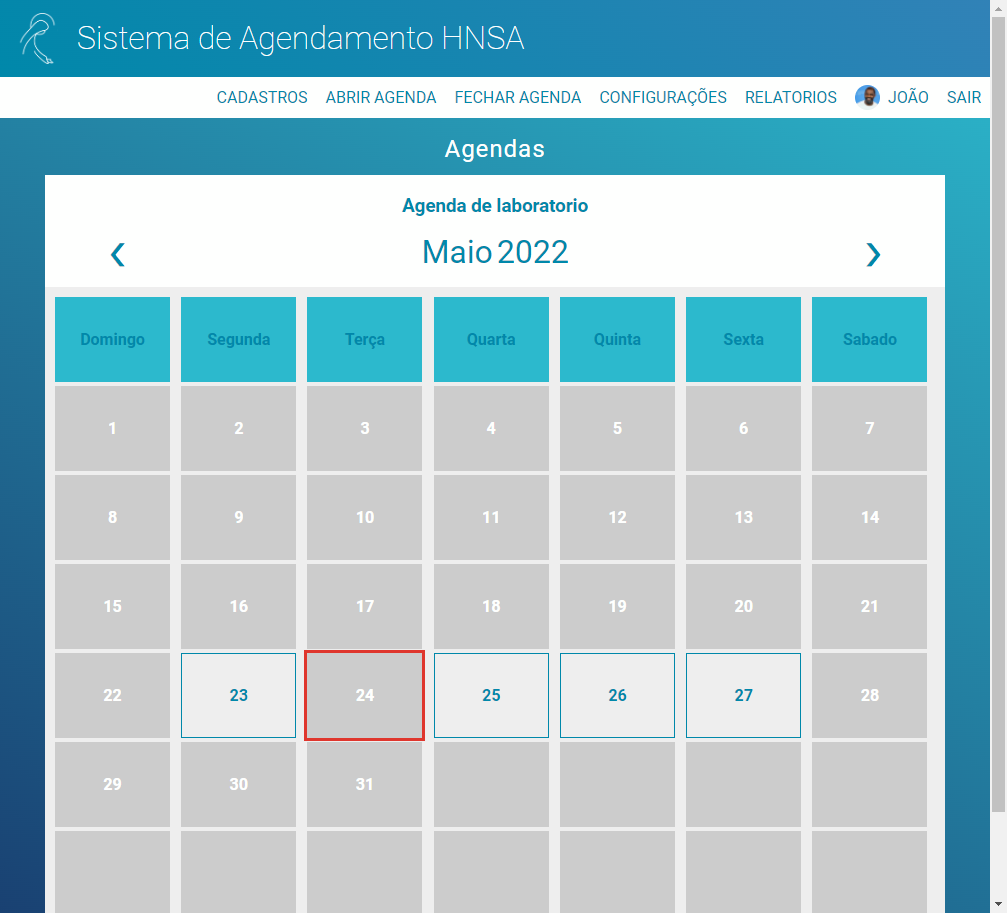 Sistema de Agendamento HNSA
CADASTROS ABRIR AGENDA FECHAR AGENDA CONFIGURAÇÕES RELATORIOS JOÃO SAIR
Agendas
Agenda de laboratorio
Maio 2022
Domingo Segunda Terça Quarta Quinta Sexta Sabado
1 2 3 4 5 6 7
8 9 10 11 12 13 14
15 16 17 18 19 20 21
22 23 24 25 26 27 28
29 30 31